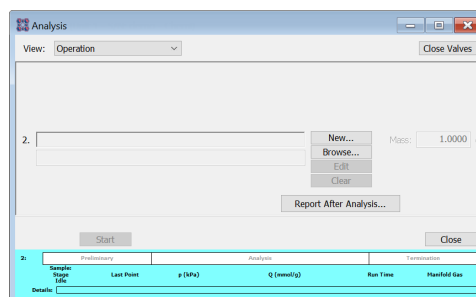 Analysis
View: Operation Close Valves
2. New... Mass: 1.0000
Browse...
Edit
Clear
Report After Analysis...
Start Close
2: Preliminary Analysis Termination
Sample:
Stage Last Point p (kPa) Q (mmol/g) Run Time Manifold Gas
Idle
Details: